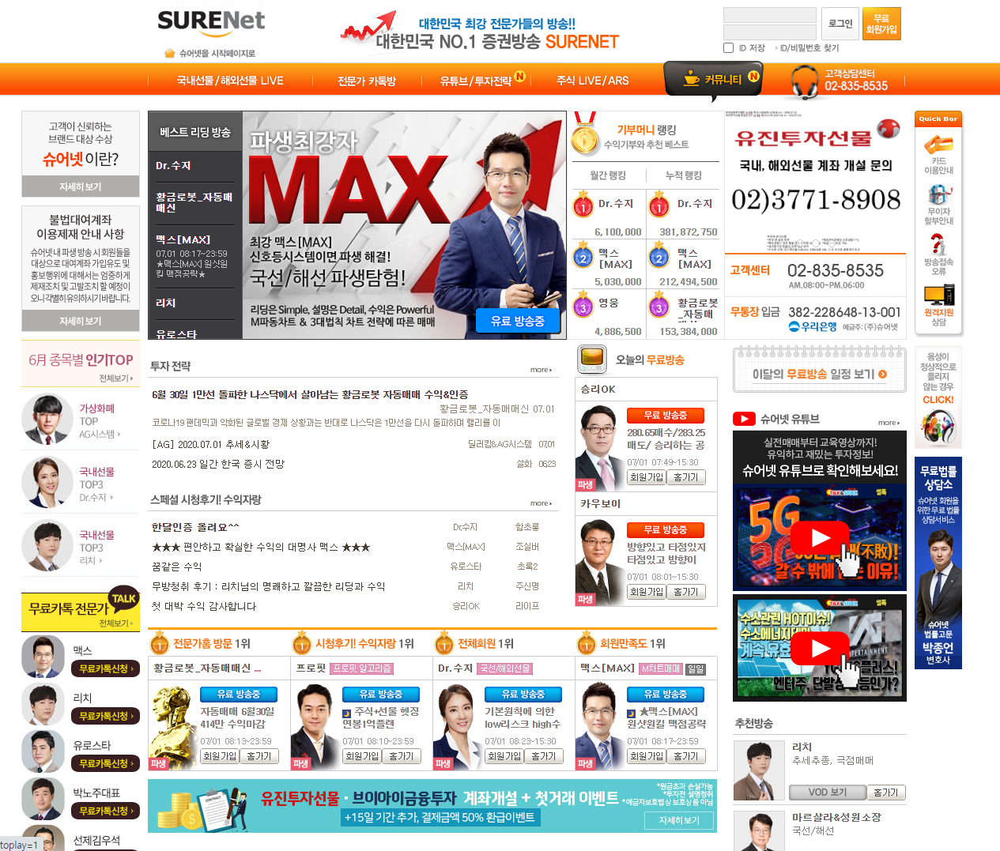 SURENet
슈어넷을 시작페이지로
대한민국 최강 전문가들의 방송!!
대한민국 NO.1 증권방송 SURENET
로그인
무료
회원가입
ID 저장
ID/비밀번호 찾기
국내선물/해외선물 LIVE
전문가 카톡방
유튜브/투자전략
N
주식 LIVE/ARS
커뮤니티
N
고객상담센터
02-835-8535
고객이 신뢰하는
브랜드 대상 수상
슈어넷 이란?
자세히 보기
불법대여계좌
이용제재 안내 사항
슈어넷 내 파생 방송 시 회원들을
대상으로 대여계좌 가입유도 및
홍보행위에 대해서는 엄중하게
제재조치 및 고발조치 할 예정이
오니 각별히 유의하시기 바랍니다.
자세히 보기
6월 종목별 인기TOP
전체보기
가상화폐
TOP
AG시스템
국내선물
TOP3
Dr.수지
국내선물
TOP3
리치
무료카톡 전문가
TALK
전체보기
맥스
무료카톡신청
리치
무료카톡신청
유로스타
무료카톡신청
박노주대표
무료카톡신청
선제김우석
toplay=1
베스트 리딩 방송
Dr.수지
황금로봇_자동매
매신
맥스[MAX]
07,01 08:17~23:59
★맥스[MAX] 원샷원
킬 맥점공략★
리치
유로스타
파생최강자
MAX
최강 맥스 [MAX]
신호등시스템이면 파생 해결!
국선/해선 파생탐험!
리딩은 Simple, 설명은 Detail, 수익은 Powerful
M파동차트 & 3대법칙 차트 전략에 따른 매매
유료 방송중
기부머니 랭킹
수익기부와 추천 베스트
월간 랭킹
누적 랭킹
1 Dr.수지
6,100,000
1 Dr.수지
381,872,750
2 맥스
[MAX]
5,030,000
2 맥스
[MAX]
212,494,500
3 영웅
4,886,500
3 황금로봇
_자동매
153,384,000
유진투자선물
국내, 해외선물 계좌 개설 문의
02)3771-8908
고객센터
02-835-8535
AM.08:00~PM.06:00
무통장 입금
382-228648-13-001
우리은행 예금주: (주)슈어넷
Quick Bar
카드
이용안내
무이자
할부안내
방송접속
오류
원격지원
상담
음성이
정상적으로
들리지
않는 경우
CLICK!
무료법률
상담소
슈어넷 회원을
위한 무료 법률
상담서비스
슈어넷
법률고문
박종언
변호사
투자 전략
more
6월 30일 1만선 돌파한 나스닥에서 살아남는 황금로봇 자동매매 수익&인증
황금로봇_자동매매신 07.01
코로나19 팬데믹과 악화된 글로벌 경제 상황과는 반대로 나스닥은 1만선을 다시 돌파하며 랠리를 이
[AG] 2020.07.01 추세&시황
딜러킴&AG시스템 07.01
2020.06.23 일간 한국 증시 전망
설화 06.23
스페셜 시청후기! 수익자랑
more
한달인증 올려요^^
Dr.수지
함초롱
★★★ 편안하고 확실한 수익의 대명사 맥스 ★★★
맥스[MAX]
조실버
꿈같은 수익
유로스타
초록2
무방청취 후기 : 리치님의 명쾌하고 깔끔한 리딩과 수익
리치
주신명
첫 대박 수익 감사합니다
승리OK
라이프
오늘의 무료방송
승리OK
무료 방송중
280.65매수/283.25
매도/ 승리하는 공
07/01 07:49~15:30
회원가입
홈가기
파생
카우보이
무료 방송중
방향있고 타점있지
타점있고 방향이
07/01 08:01~15:30
회원가입
홈가기
파생
이달의 무료방송 일정 보기
슈어넷 유튜브
more
실전매매부터 교육영상까지!
유익하고 재밌는 투자정보!
슈어넷 유튜브로 확인해보세요!
TALK& STOCK
썰톡
5G
(不敗)!
갈 수 밖에 없는 이유!
TALK& STOCK
썰톡
수소관련 HOT이슈!
수소에너지테마
계속 유효
ENTERTAINMENT
엔터주, 단발성 등인가?
추천방송
리치
추세추종, 극점매매
VOD 보기
홈가기
마르살라&성원소장
국선/해선
전문가홈 방문 1위
시청후기! 수익자랑 1위
전체회원 1위
회원만족도 1위
황금로봇_자동매매신 ...
유료 방송중
자동매매 6월30일
414만 수익마감
07/01 08:13~23:59
회원가입
홈가기
파생
프로핏 프로핏 알고리즘
유료 방송중
주식+선물 헷징
연봉1억플랜
07/01 08:10~23:59
회원가입
홈가기
파생
Dr.수지 국선/해외선물
유료 방송중
기본원칙에 의한
low리스크 high수
07/01 08:23~15:30
회원가입
홈가기
파생
맥스[MAX] M차트매매 일일
유료 방송중
★맥스[MAX]
원샷원킬 맥점공략
07/01 08:17~23:59
회원가입
홈가기
파생
CONTRACT
유진투자선물 · 브이아이금융투자 계좌개설 + 첫거래 이벤트
+15일 기간 추가, 결제금액 50% 환급이벤트
*원금초과 손실가능
*투자전 설명청취
*예금자보호법상 보호상품 아님
자세히 보기